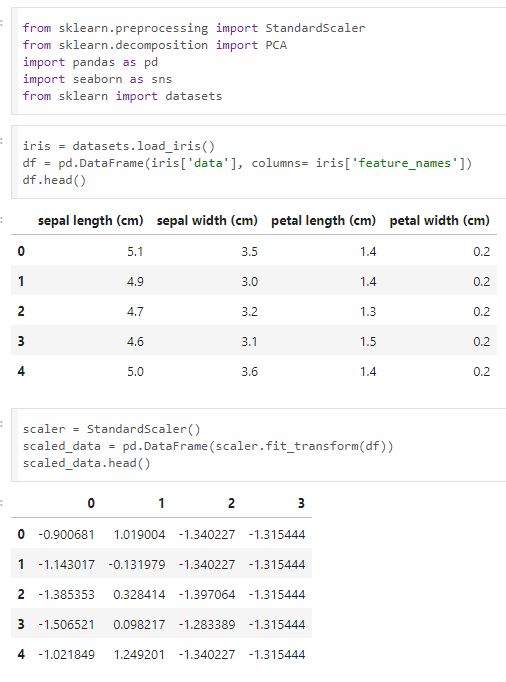 from sklearn.preprocessing import StandardScaler
from sklearn.decomposition import PCA
import pandas as pd
import seaborn as sns
from sklearn import datasets
iris = datasets.load_iris()
df = pd.DataFrame(iris['data'], columns= iris['feature_names'])
df.head()
sepal length (cm) sepal width (cm) petal length (cm) petal width (cm)
0 5.1 3.5 1.4 0.2
1 4.9 3.0 1.4 0.2
2 4.7 3.2 1.3 0.2
3 4.6 3.1 1.5 0.2
4 5.0 3.6 1.4 0.2
scaler = StandardScaler()
scaled_data = pd.DataFrame(scaler.fit_transform(df))
scaled_data.head()
0 1 2 3
0 -0.900681 1.019004 -1.340227 -1.315444
1 -1.143017 -0.131979 -1.340227 -1.315444
2 -1.385353 0.328414 -1.397064 -1.315444
3 -1.506521 0.098217 -1.283389 -1.315444
4 -1.021849 1.249201 -1.340227 -1.315444